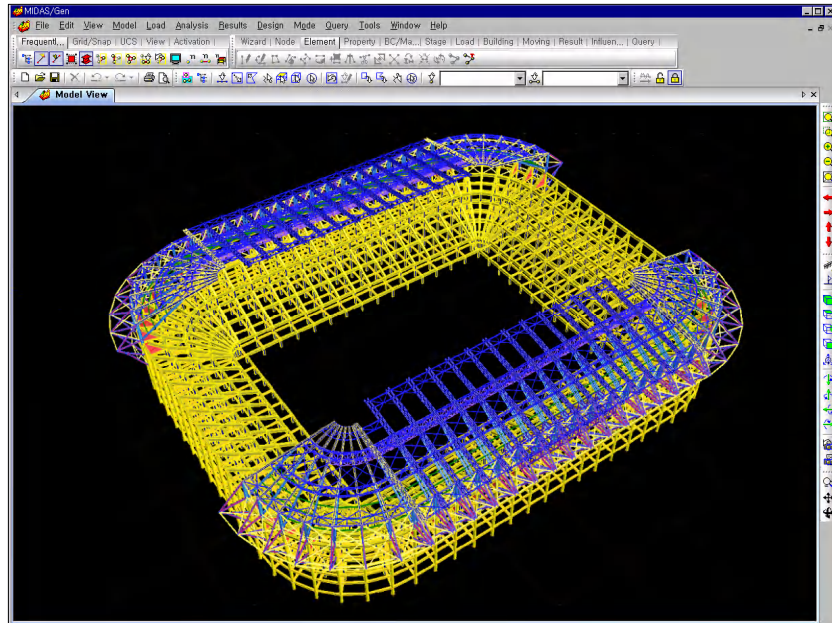 MIDAS/Gen
File Edit View Model Load Analysis Results Design Mode Query Tools Window Help
Frequentl... Grid/Snap UCS View Activation Wizard Node Element Property BC/Ma... Stage Load Building Moving Result Influen... Query
Model View